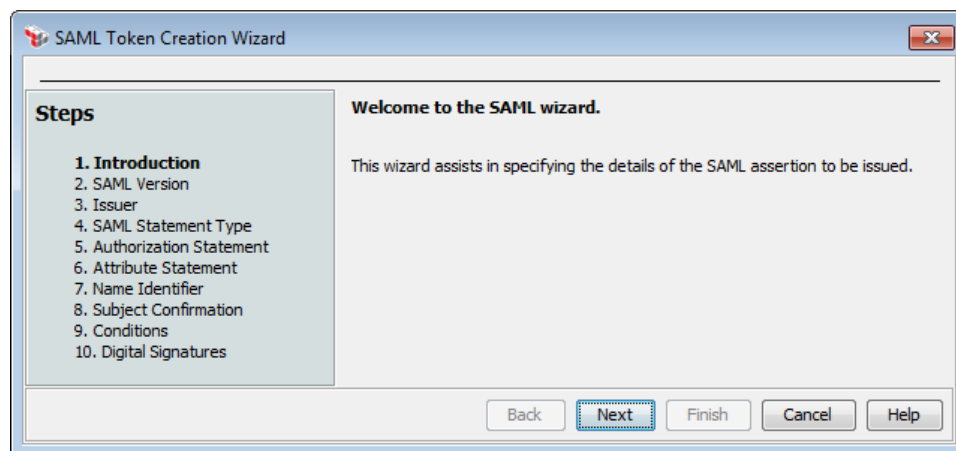 SAML Token Creation Wizard
Steps
1. Introduction
2. SAML Version
3. Issuer
4. SAML Statement Type
5. Authorization Statement
6. Attribute Statement
7. Name Identifier
8. Subject Confirmation
9. Conditions
10. Digital Signatures
Welcome to the SAML wizard.
This wizard assists in specifying the details of the SAML assertion to be issued.
Back Next Finish Cancel Help